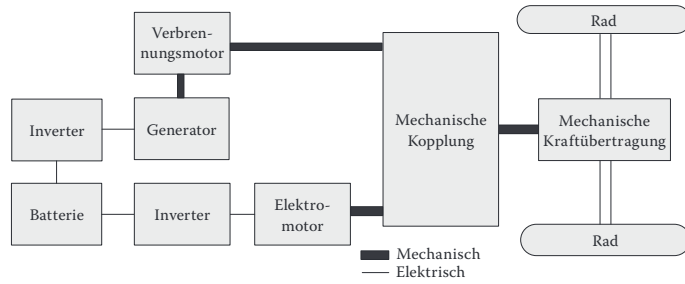 Rad
Verbren-
nungsmotor
Inverter
Generator
Mechanische
Kopplung
Mechanische
Kraftübertragung
Batterie
Inverter
Elektro-
motor
Rad
Mechanisch
Elektrisch